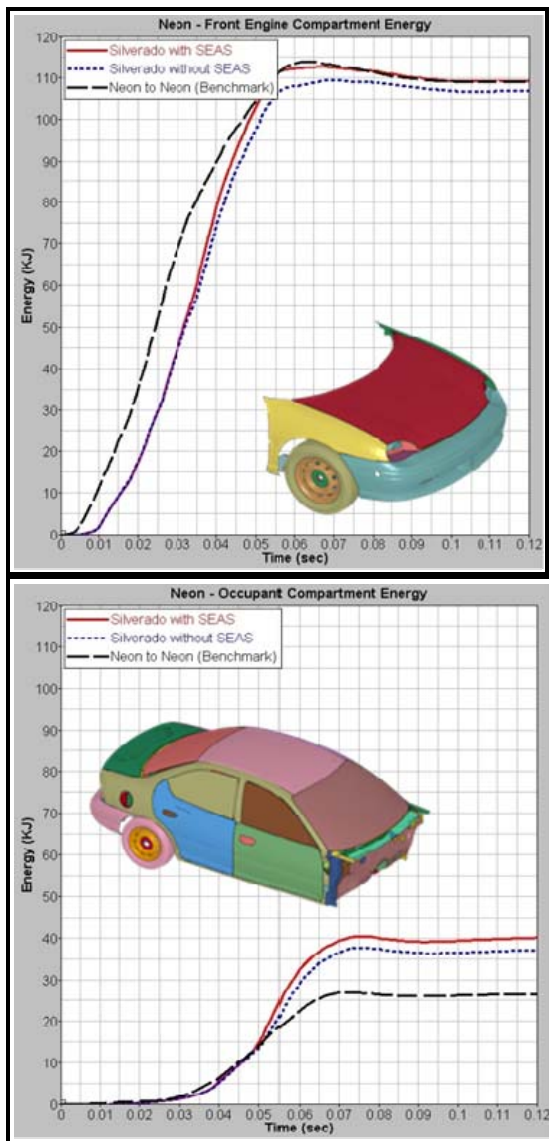 Neon - Front Engine Compartment Energy
Silverado with SEAS
Silverado without SEAS
Neon to Neon (Benchmark)
120
110
100
90
80
70
60
50
40
30
20
10
0
Energy (KJ)
0 0.01 0.02 0.03 0.04 0.05 0.06 0.07 0.08 0.09 0.1 0.11 0.12
Time (sec)
Neon - Occupant Compartment Energy
Silverado with SEAS
Silverado without SEAS
Neon to Neon (Benchmark)
120
110
100
90
80
70
60
50
40
30
20
10
0
Energy (KJ)
0 0.01 0.02 0.03 0.04 0.05 0.06 0.07 0.08 0.09 0.1 0.11 0.12
Time (sec)